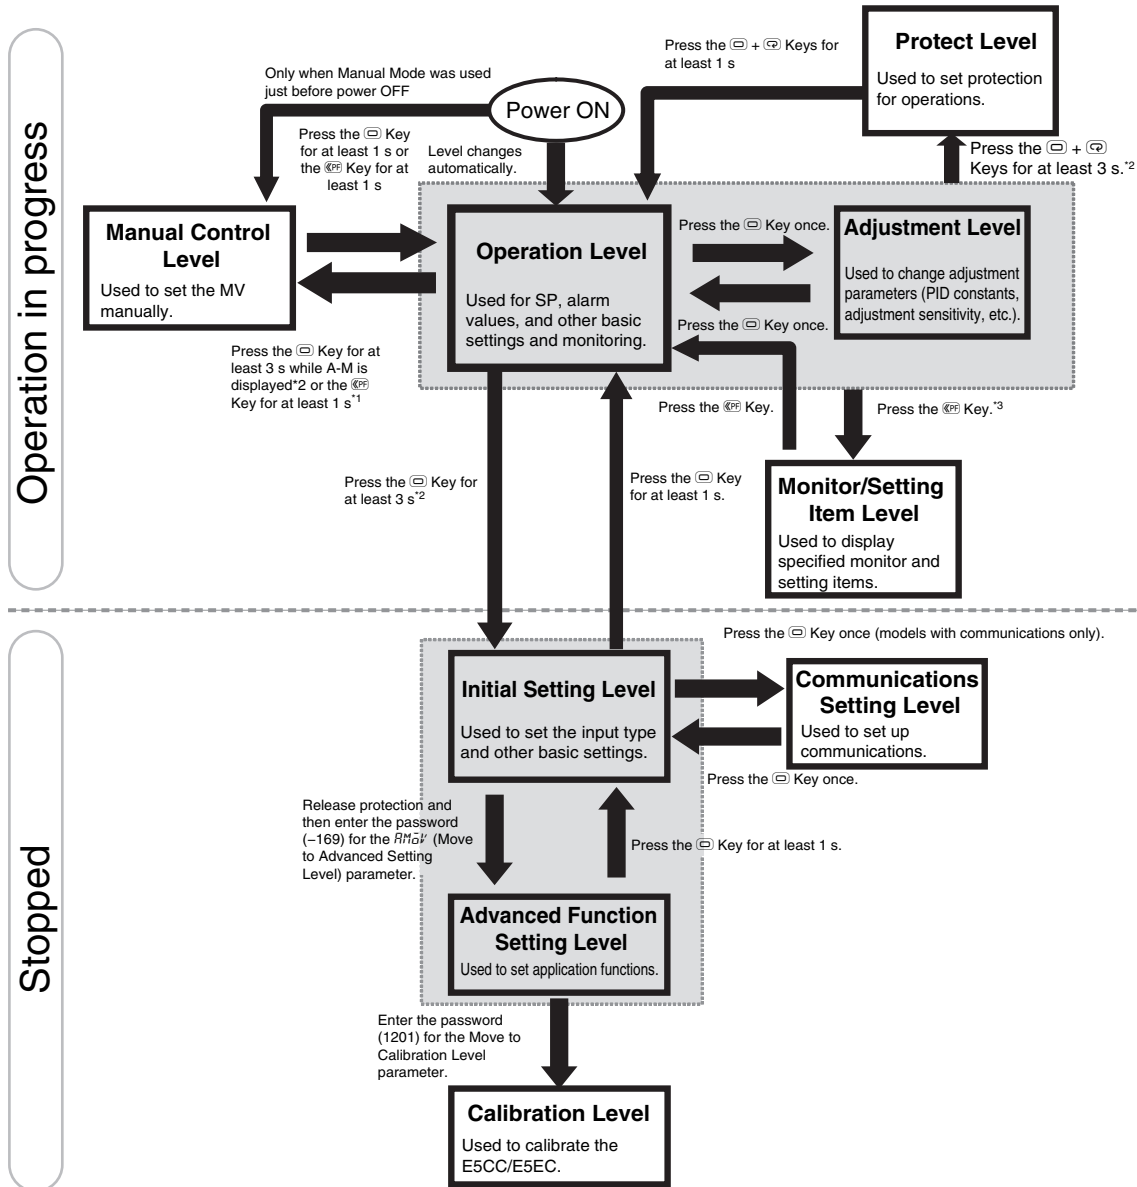 Operation in progress
Stopped
Only when Manual Mode was used
just before power OFF
Power ON
Press the Key
for at least 1 s or
the PF Key for at
least 1 s
Level changes
automatically.
Press the + Keys for
at least 1 s
Protect Level
Used to set protection
for operations.
Press the +
Keys for at least 3 s.*2
Manual Control
Level
Used to set the MV
manually.
Operation Level
Used for SP, alarm
values, and other basic
settings and monitoring.
Press the Key once.
Adjustment Level
Used to change adjustment
parameters (PID constants,
adjustment sensitivity, etc.).
Press the Key once.
Press the Key for at
least 3 s while A-M is
displayed*2 or the PF
Key for at least 1 s*1
Press the PF Key.
Press the PF Key.*3
Press the Key for
at least 3 s*2
Press the Key
for at least 1 s.
Monitor/Setting
Item Level
Used to display
specified monitor and
setting items.
Press the Key once (models with communications only).
Initial Setting Level
Used to set the input type
and other basic settings.
Communications
Setting Level
Used to set up
communications.
Press the Key once.
Release protection and
then enter the password
(−169) for the AMoV (Move
to Advanced Setting
Level) parameter.
Press the Key for at least 1 s.
Advanced Function
Setting Level
Used to set application functions.
Enter the password
(1201) for the Move to
Calibration Level
parameter.
Calibration Level
Used to calibrate the
E5CC/E5EC.